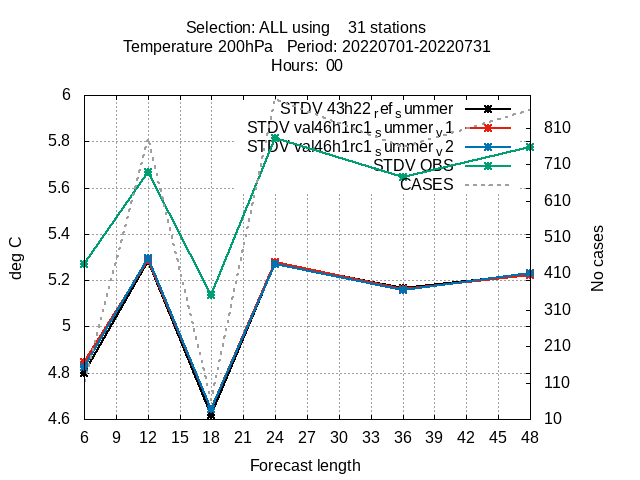 Selection: ALL using 31 stations
Temperature 200hPa Period: 20220701-20220731
Hours: 00
6
5.8
5.6
5.4
5.2
5
4.8
4.6
deg C
STDV 43h22refsummer
STDV val46h1rc1summerv1
STDV val46h1rc1summerv2
STDV OBS
CASES
810
710
610
510
410
310
210
110
10
No cases
6 9 12 15 18 21 24 27 30 33 36 39 42 45 48
Forecast length